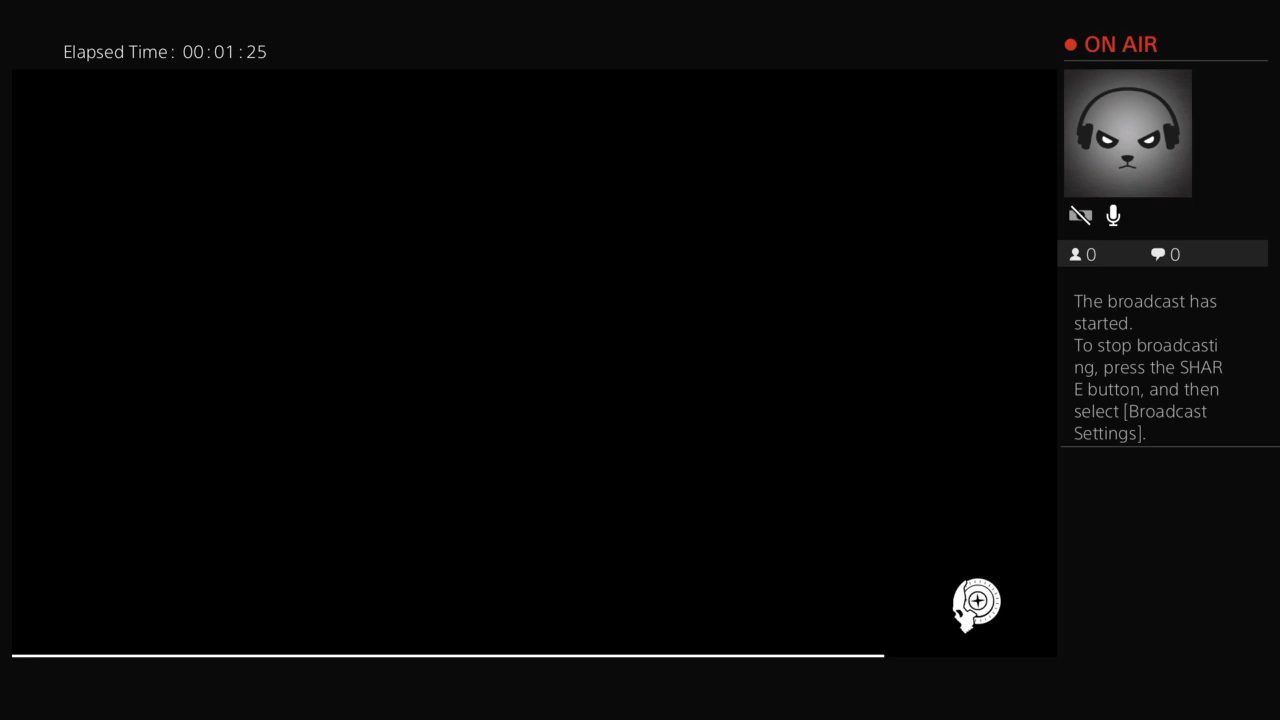 Elapsed Time: 00:01:25
ON AIR
0 0
The broadcast has
started.
To stop broadcasti
ng, press the SHAR
E button, and then
select [Broadcast
Settings].